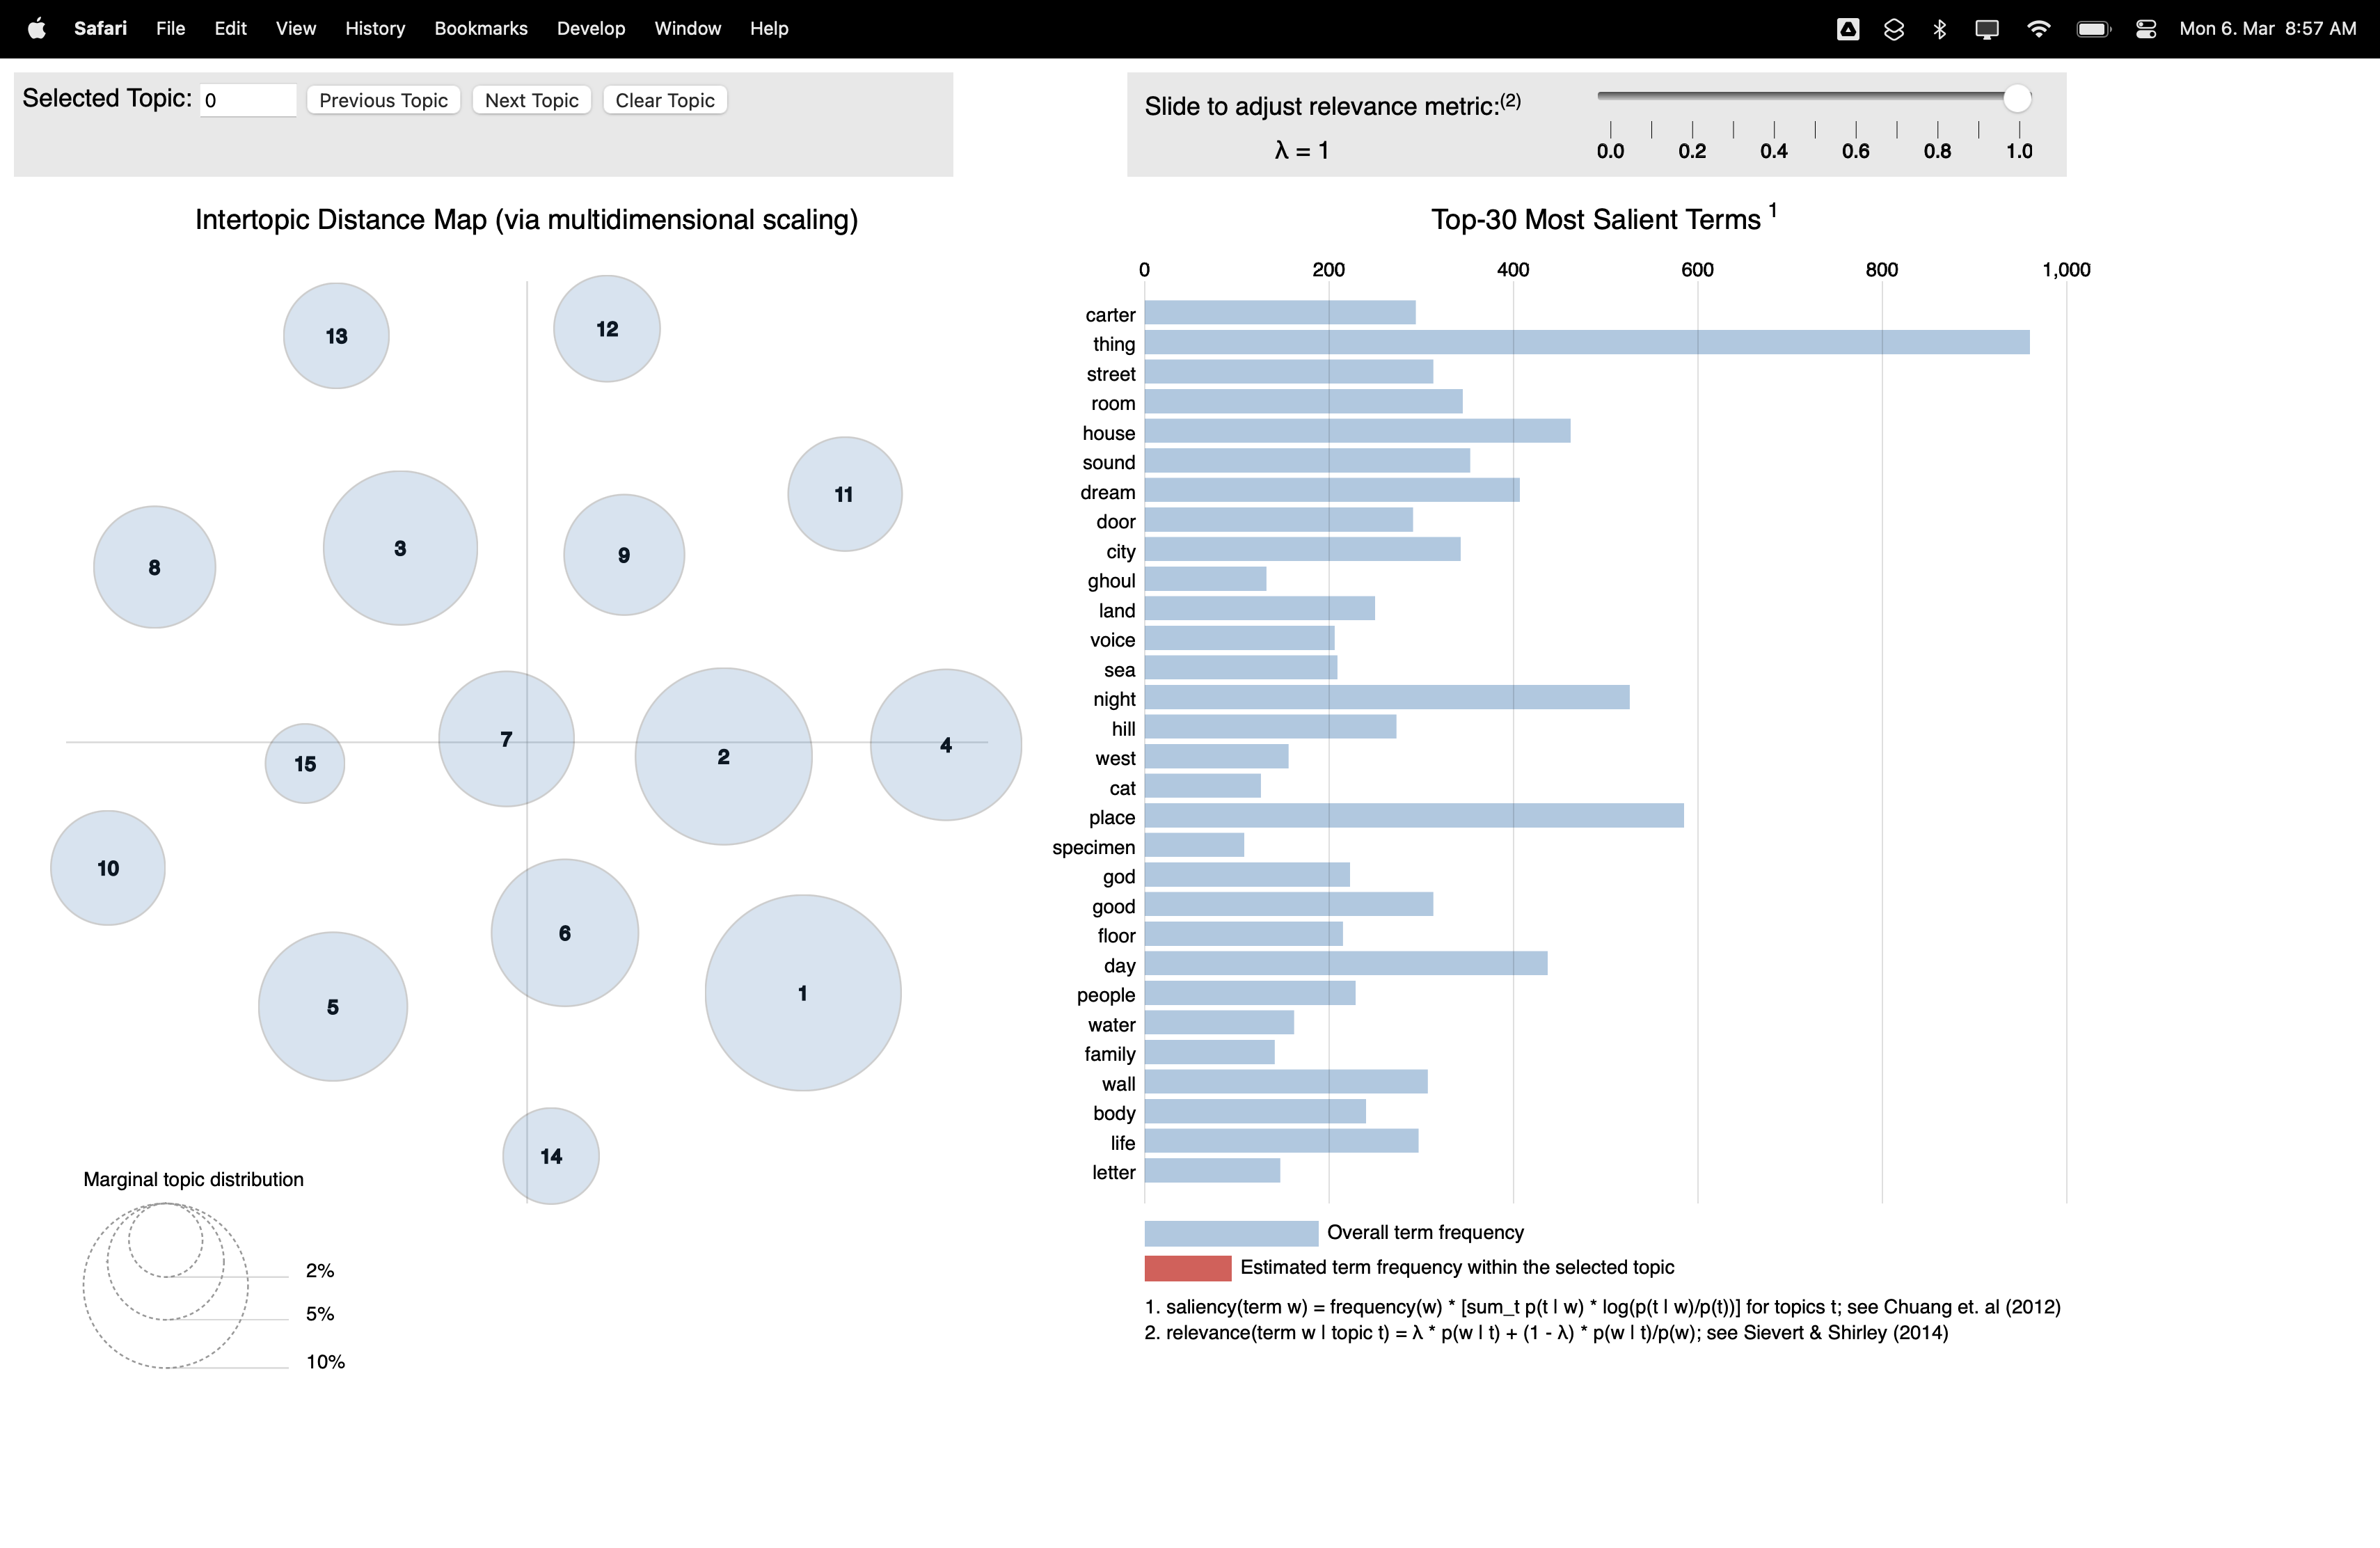 Safari File Edit View History Bookmarks Develop Window Help Mon 6. Mar 8:57 AM
Selected Topic: 0 Previous Topic Next Topic Clear Topic
Slide to adjust relevance metric:(2)
λ = 1
0.0 0.2 0.4 0.6 0.8 1.0
Intertopic Distance Map (via multidimensional scaling)
13
12
11
3
9
8
7
4
2
15
10
6
1
5
14
Marginal topic distribution
2%
5%
10%
Top-30 Most Salient Terms 1
0 200 400 600 800 1,000
carter
thing
street
room
house
sound
dream
door
city
ghoul
land
voice
sea
night
hill
west
cat
place
specimen
god
good
floor
day
people
water
family
wall
body
life
letter
Overall term frequency
Estimated term frequency within the selected topic
1. saliency(term w) = frequency(w) * [sum_t p(t | w) * log(p(t | w)/p(t))] for topics t; see Chuang et. al (2012)
2. relevance(term w | topic t) = λ * p(w | t) + (1 - λ) * p(w | t)/p(w); see Sievert & Shirley (2014)